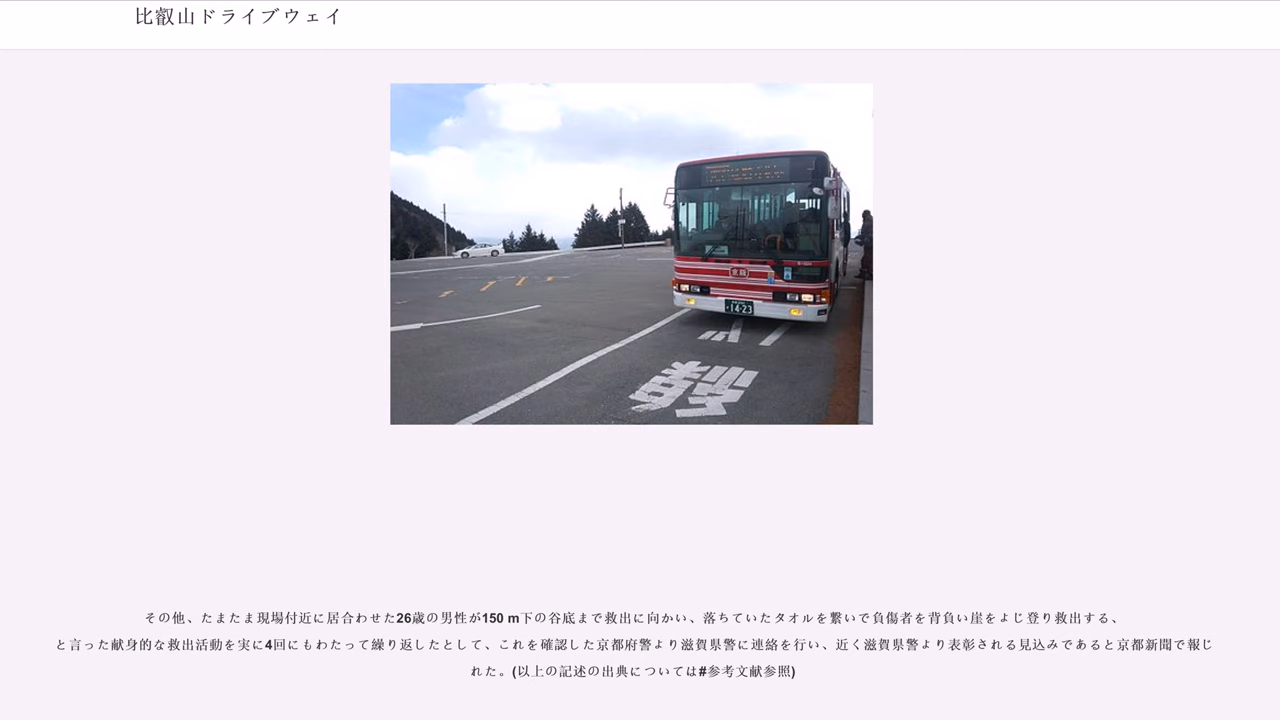 比叡山ドライブウェイ
京阪
14-23
その他、たまたま現場付近に居合わせた26歳の男性が150 m下の谷底まで救出に向かい、落ちていたタオルを繋いで負傷者を背負い崖をよじ登り救出する、
と言った献身的な救出活動を実に4回にもわたって繰り返したとして、これを確認した京都府警より滋賀県警に連絡を行い、近く滋賀県警より表彰される見込みであると京都新聞で報じ
れた。(以上の記述の出典については#参考文献参照)